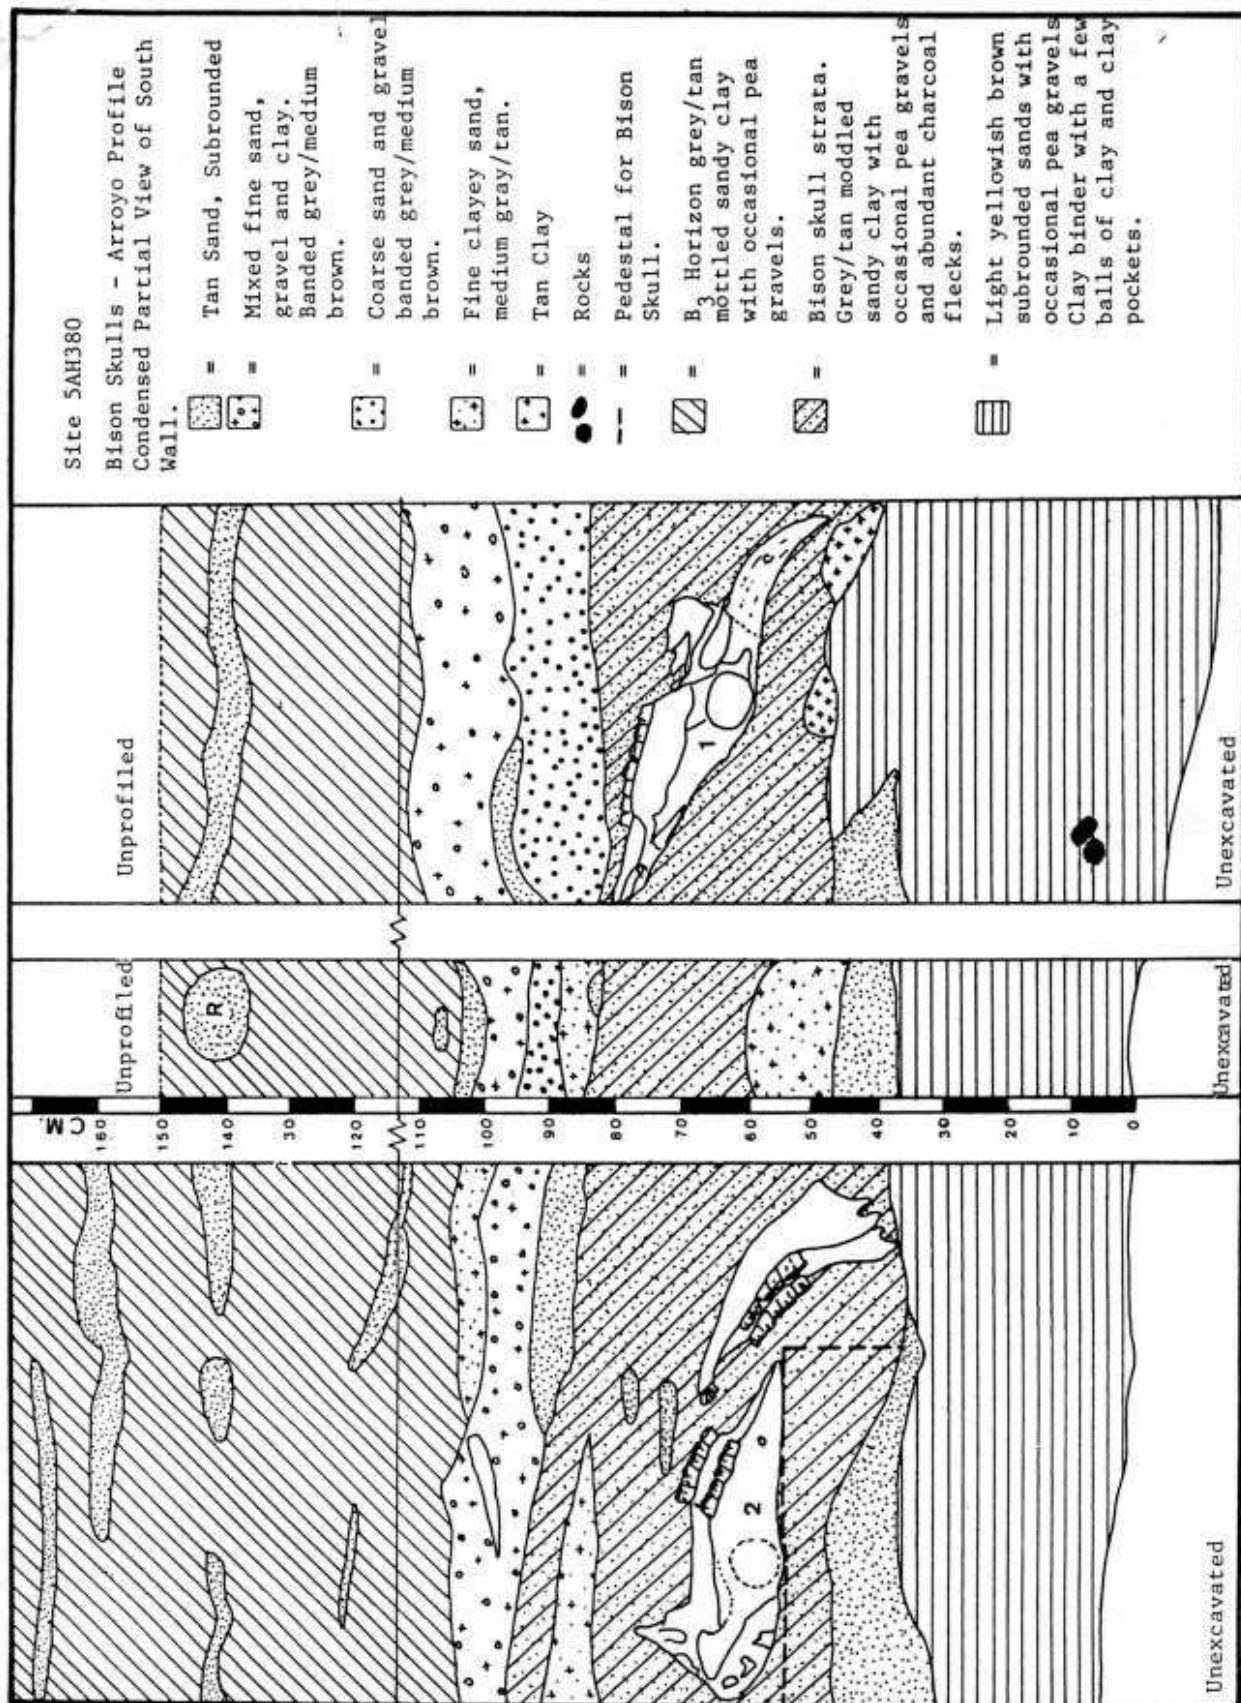 Site 5AH380
Bison Skulls - Arroyo Profile
Condensed Partial View of South
Wall.
= Tan Sand, Subrounded
= Mixed fine sand,
gravel and clay.
Banded grey/medium
brown.
= Coarse sand and gravel
banded grey/medium
brown.
= Fine clayey sand,
medium gray/tan.
= Tan Clay
= Rocks
= Pedestal for Bison
Skull.
= B3 Horizon grey/tan
mottled sandy clay
with occasional pea
gravels.
= Bison skull strata.
Grey/tan moddled
sandy clay with
occasional pea gravels
and abundant charcoal
flecks.
= Light yellowish brown
subrounded sands with
occasional pea gravels
Clay binder with a few
balls of clay and clay
pockets.
Unprofiled
1
Unexcavated
Unprofiled
R
Unexcavated
C.M.
160
140
130
120
110
100
90
80
70
60
50
40
30
20
10
0
2
Unexcavated